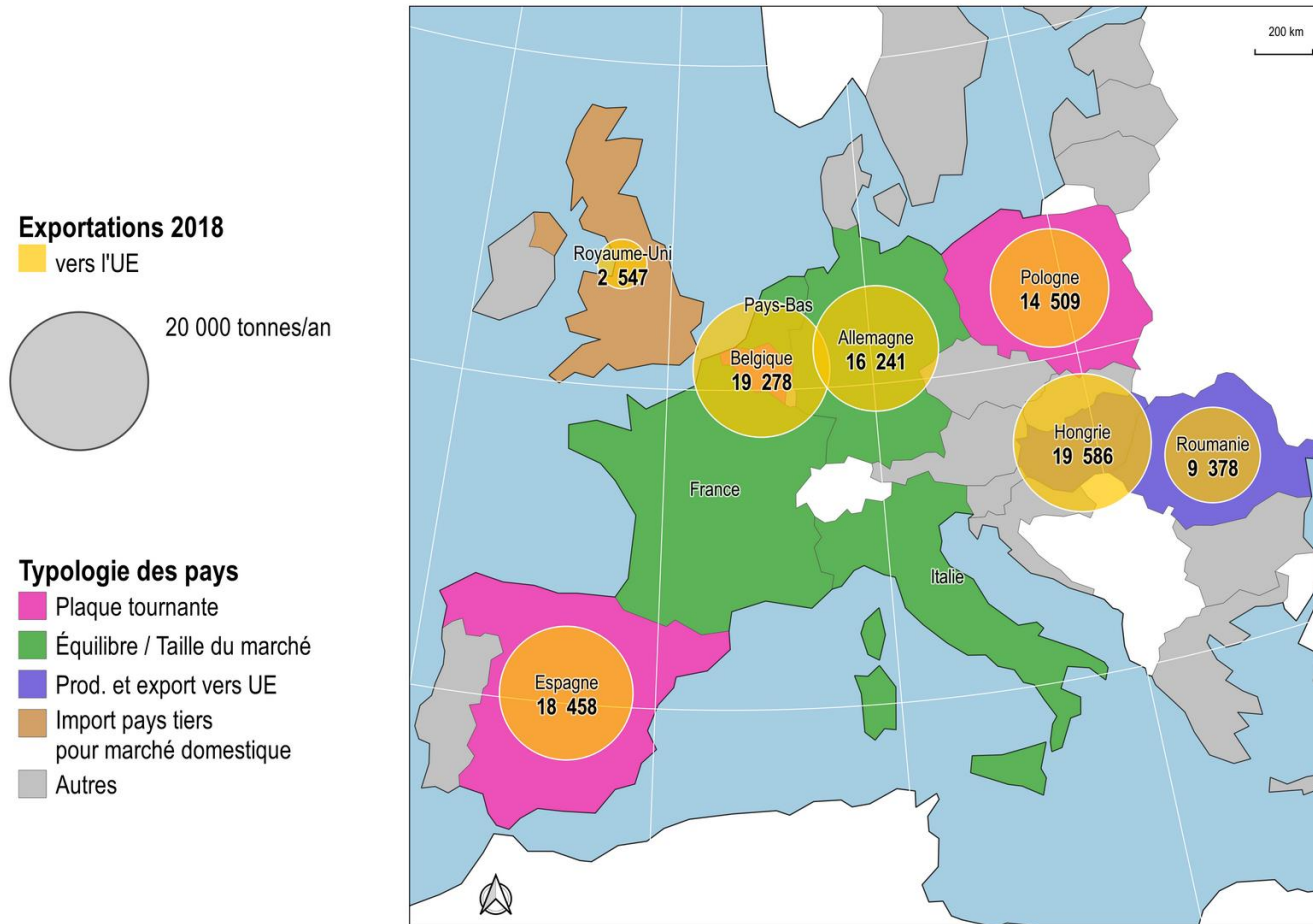 Exportations 2018
vers l'UE
20 000 tonnes/an
Typologie des pays
Plaque tournante
Équilibre / Taille du marché
Prod. et export vers UE
Import pays tiers
pour marché domestique
Autres
200 km
Royaume-Uni
2 547
Pays-Bas
Belgique
19 278
Allemagne
16 241
Pologne
14 509
Hongrie
19 586
Roumanie
9 378
France
Italie
Espagne
18 458